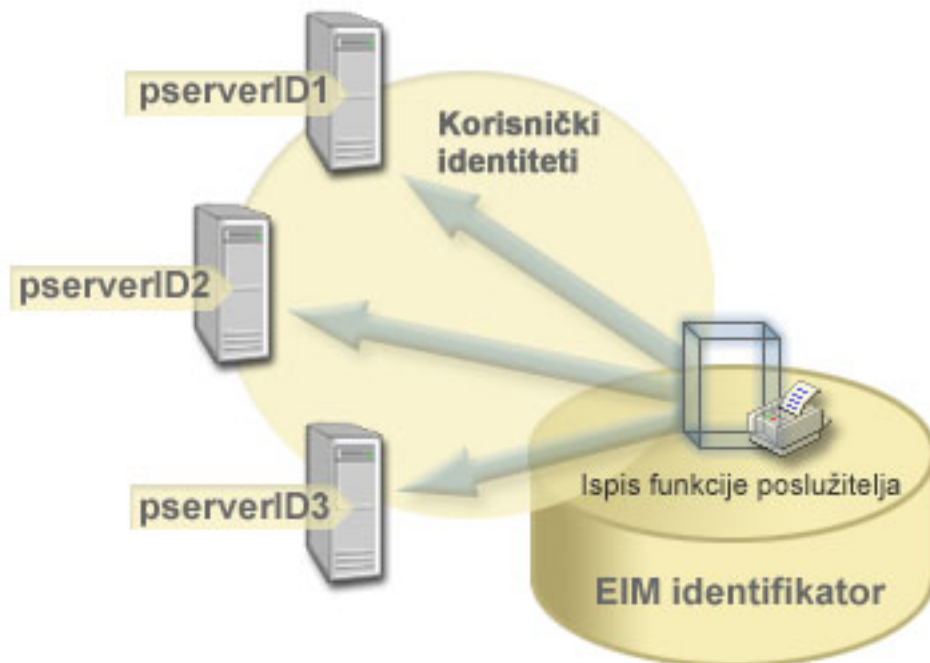 pserverID1
Korisnički
identiteti
pserverID2
pserverID3
Ispis funkcije poslužitelja
EIM identifikator